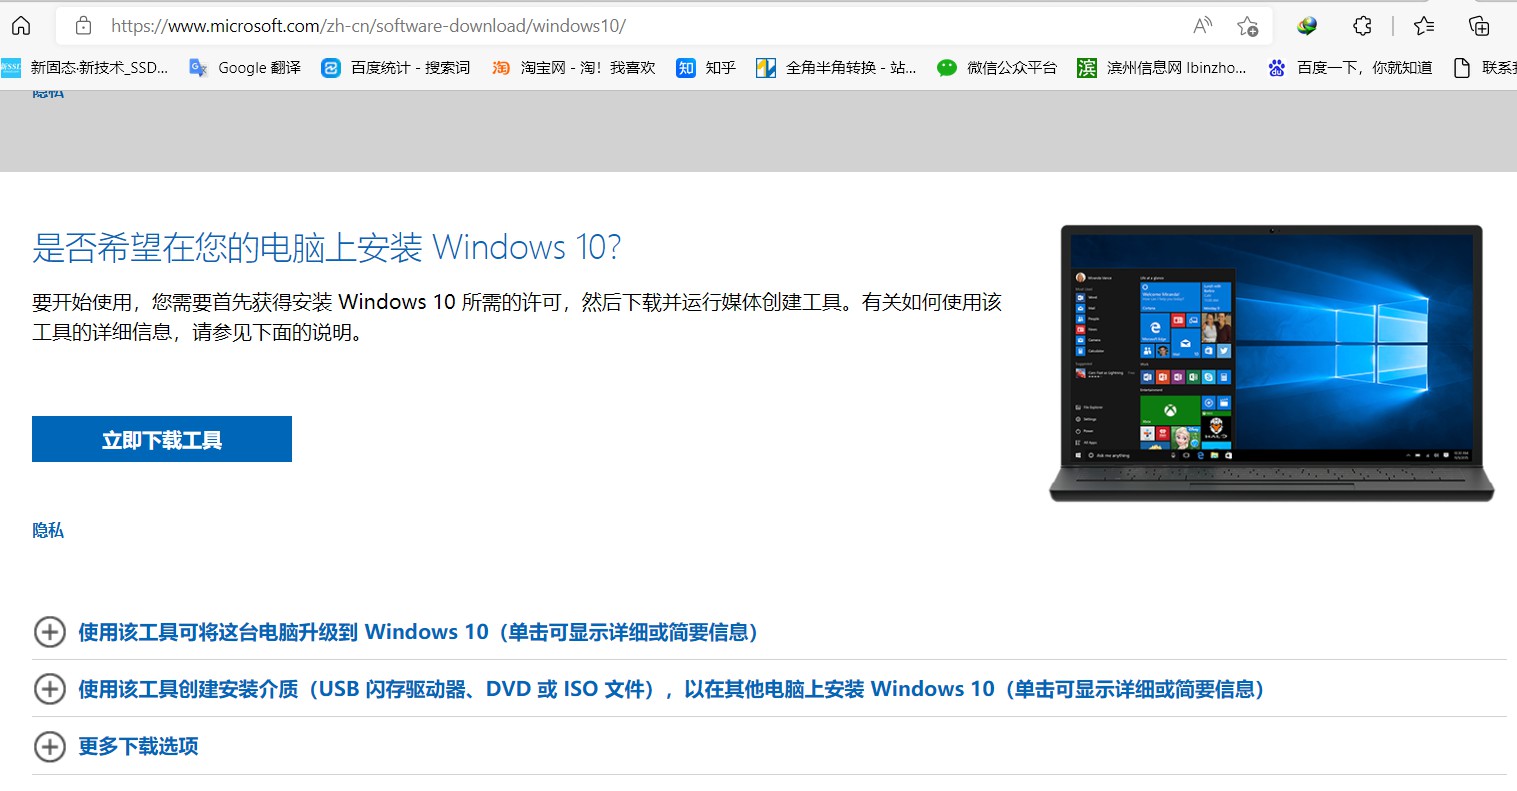 https://www.microsoft.com/zh-cn/software-download/windows10/
新固态·新技术_SSD...
Google 翻译
百度统计 - 搜索词
淘宝网 - 淘！我喜欢
知乎
全角半角转换 - 站...
微信公众平台
滨州信息网 Ibinzho...
百度一下，你就知道
联系我
隐私
是否希望在您的电脑上安装 Windows 10？
要开始使用，您需要首先获得安装 Windows 10 所需的许可，然后下载并运行媒体创建工具。有关如何使用该
工具的详细信息，请参见下面的说明。
立即下载工具
隐私
使用该工具可将这台电脑升级到 Windows 10（单击可显示详细或简要信息）
使用该工具创建安装介质（USB 闪存驱动器、DVD 或 ISO 文件），以在其他电脑上安装 Windows 10（单击可显示详细或简要信息）
更多下载选项